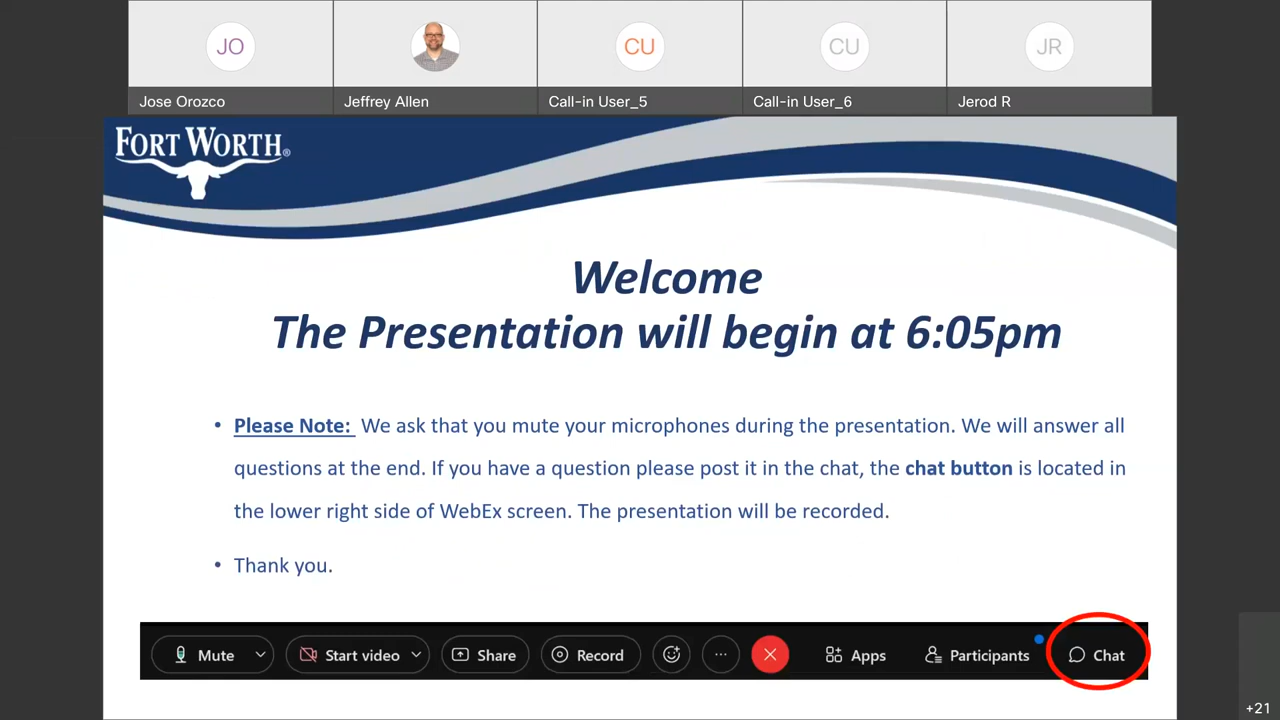 JO
CU
CU
JR
Jose Orozco
Jeffrey Allen
Call-in User_5
Call-in User_6
Jerod R
FORT WORTH®
Welcome
The Presentation will begin at 6:05pm
• Please Note: We ask that you mute your microphones during the presentation. We will answer all
questions at the end. If you have a question please post it in the chat, the chat button is located in
the lower right side of WebEx screen. The presentation will be recorded.
• Thank you.
Mute
Start video
Share
Record
Apps
Participants
Chat
+21